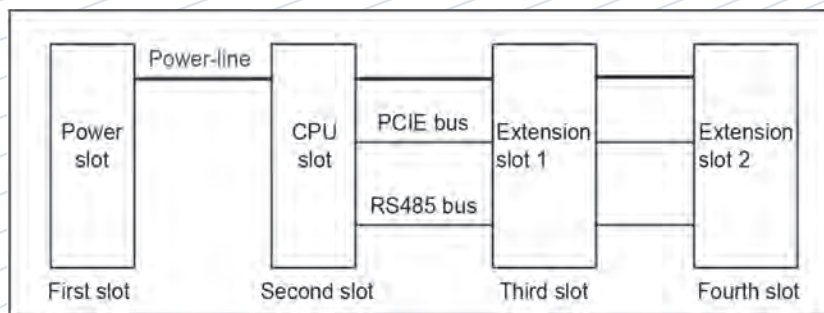 Power-line
Power
slot
CPU
slot
PCIE bus
RS485 bus
Extension
slot 1
Extension
slot 2
First slot
Second slot
Third slot
Fourth slot